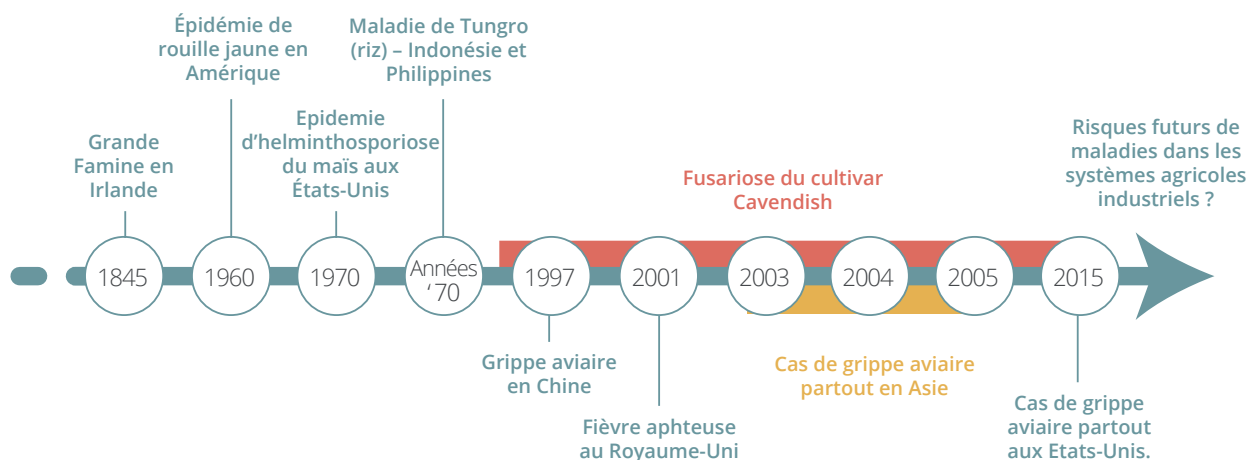 Épidémie de
rouille jaune en
Amérique
Maladie de Tungro
(riz) – Indonésie et
Philippines
Grande
Famine en
Irlande
Epidemie
d'helminthosporiose
du maïs aux
États-Unis
Fusariose du cultivar
Cavendish
Risques futurs de
maladies dans les
systèmes agricoles
industriels ?
1845
1960
1970
Années
‘70
1997
2001
2003
2004
2005
2015
Grippe aviaire
en Chine
Fièvre aphteuse
au Royaume-Uni
Cas de grippe aviaire
partout en Asie
Cas de grippe
aviaire partout
aux Etats-Unis.